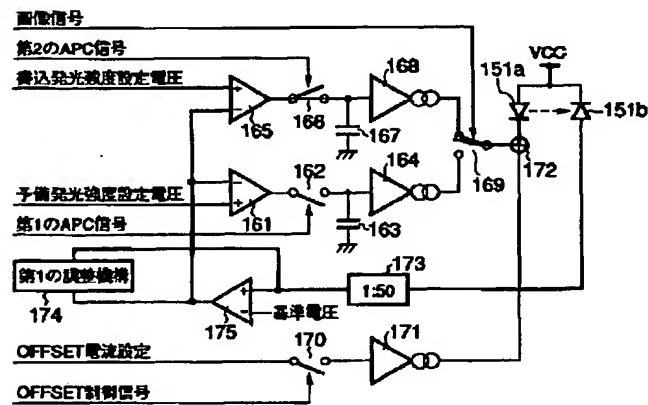 画像信号
第2のAPC信号
書込発光強度設定電圧
VCC
151a
151b
168
165
166
167
169
172
162
164
予備発光強度設定電圧
第1のAPC信号
161
163
173
第1の調整機構
1:50
174
175
基準電圧
170
171
OFFSET電流設定
OFFSET制御信号